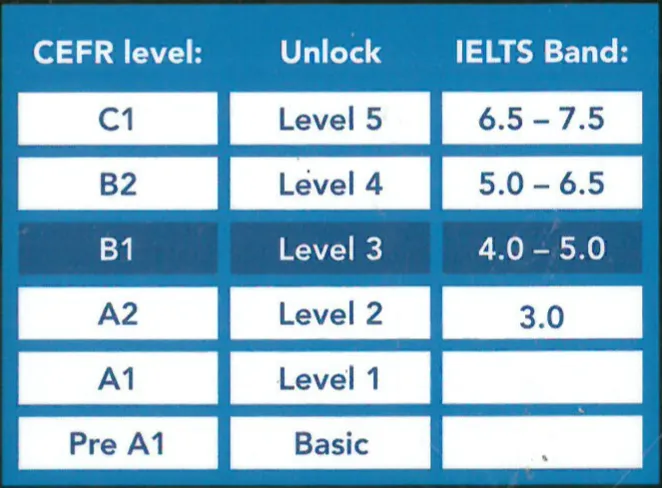 CEFR level: Unlock IELTS Band:
C1 Level 5 6.5 – 7.5
B2 Level 4 5.0 – 6.5
B1 Level 3 4.0 – 5.0
A2 Level 2 3.0
A1 Level 1
Pre A1 Basic